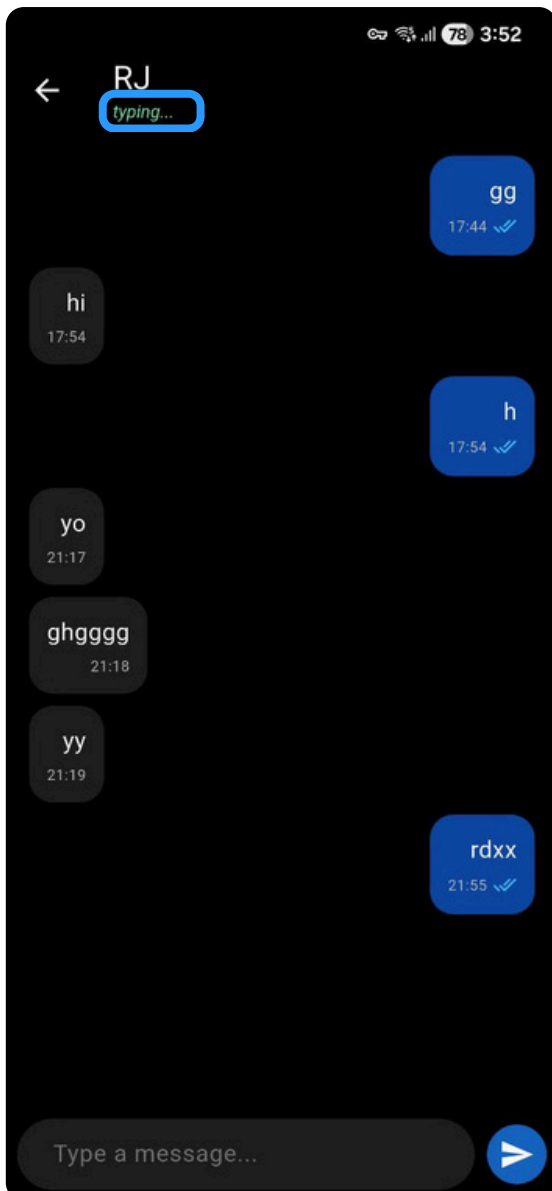 78 3:52
RJ
typing...
gg
17:44
hi
17:54
h
17:54
yo
21:17
ghgggg
21:18
yy
21:19
rdxx
21:55
Type a message...